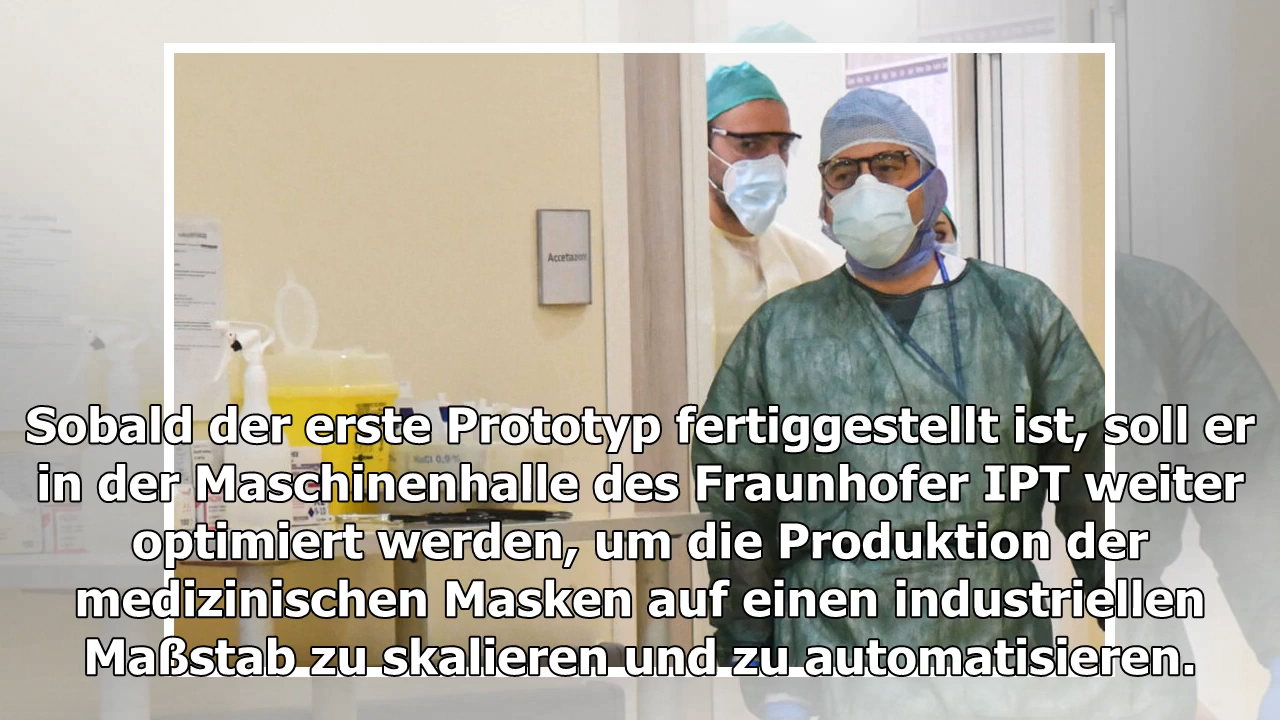 Accetazioni
Sobald der erste Prototyp fertiggestellt ist, soll er
in der Maschinenhalle des Fraunhofer IPT weiter
optimiert werden, um die Produktion der
medizinischen Masken auf einen industriellen
Maßstab zu skalieren und zu automatisieren.